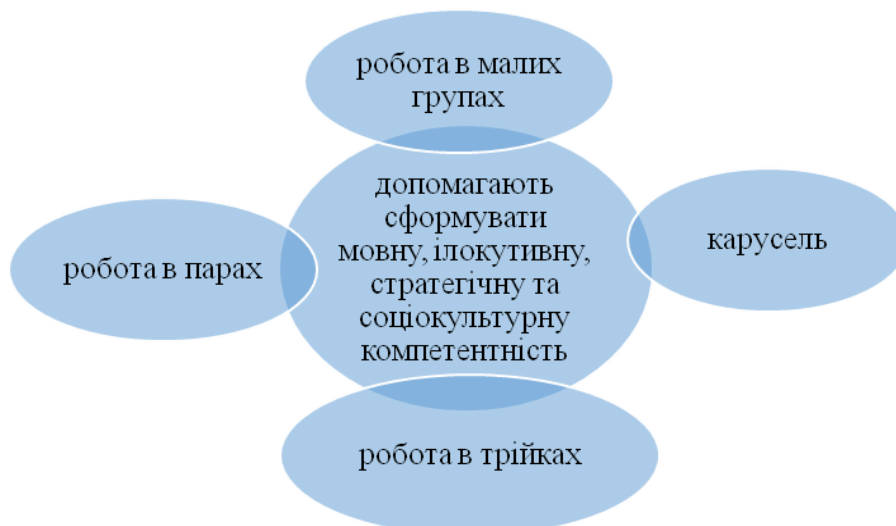 робота в малих
групах
допомагають
сформувати
мовну, ілокутивну,
стратегічну та
соціокультурну
компетентність
карусель
робота в парах
робота в трійках